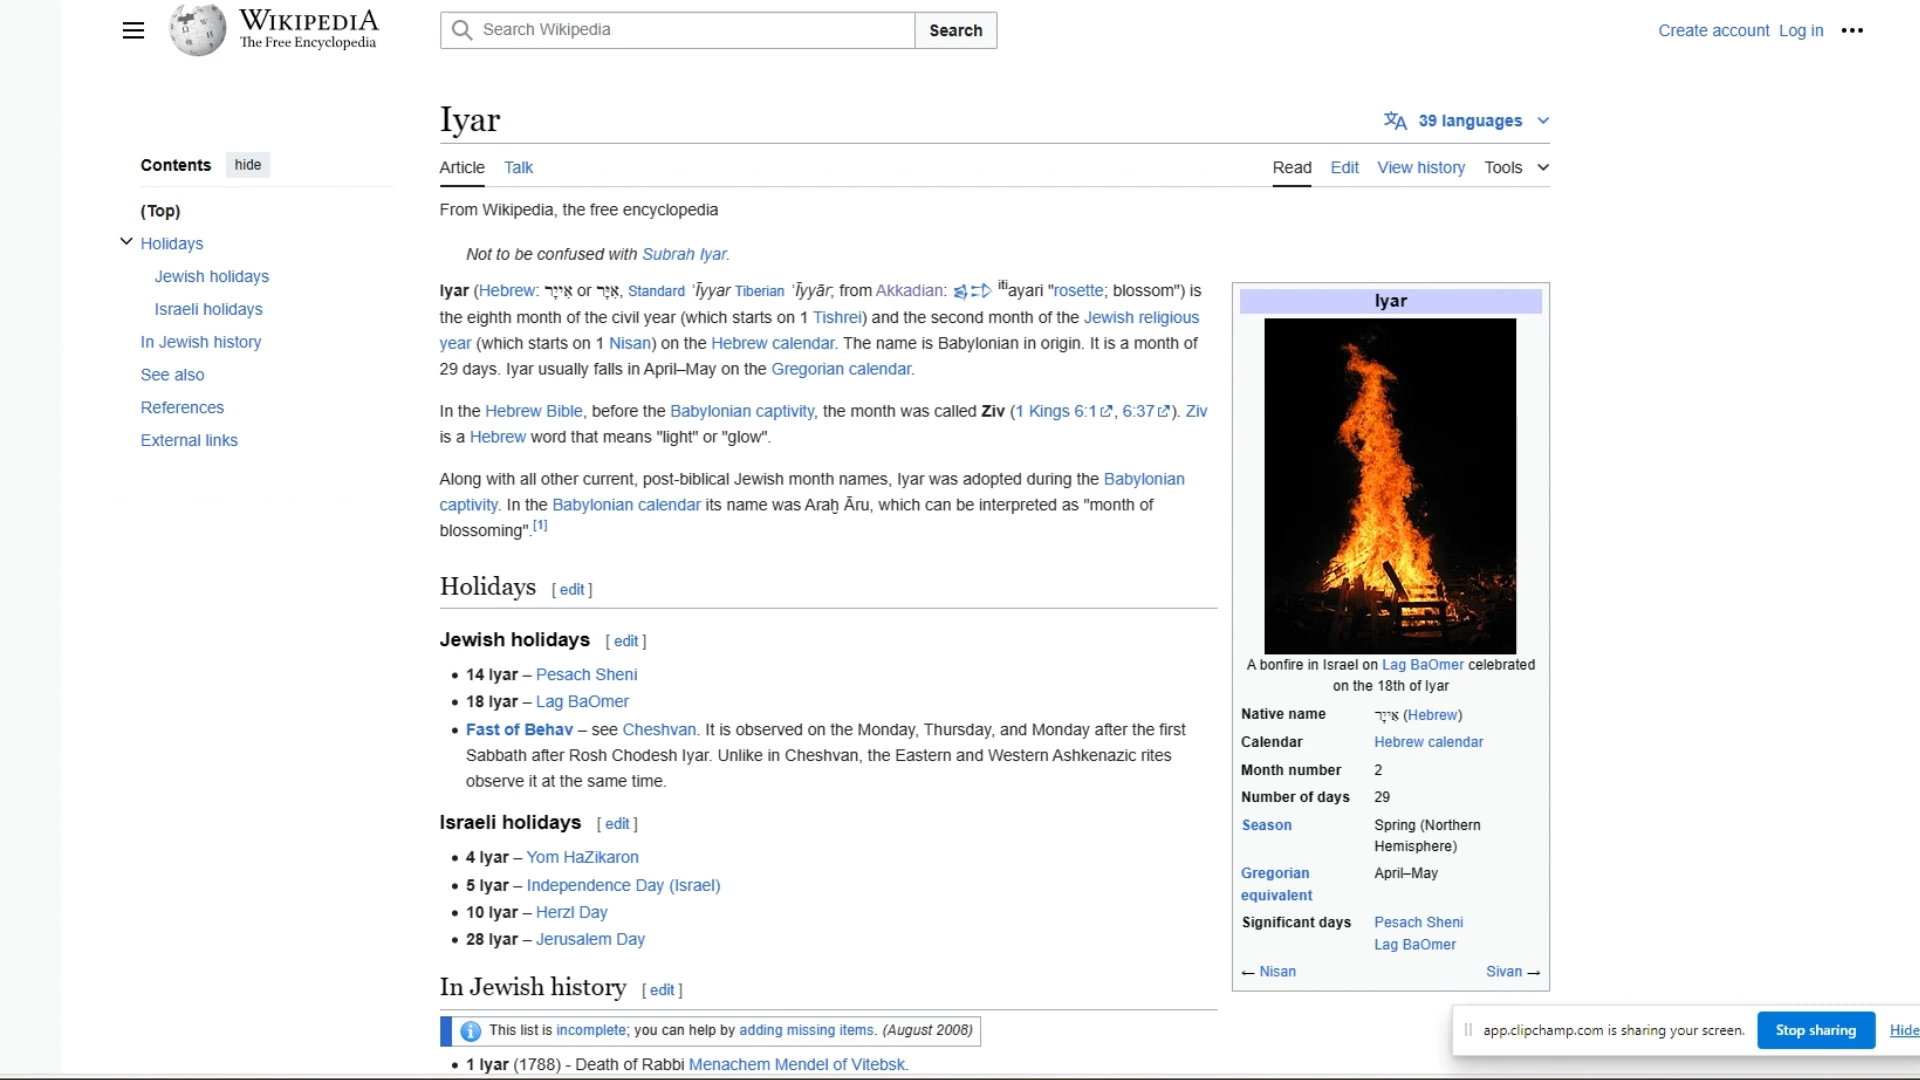 WIKIPEDIA
The Free Encyclopedia
Search Wikipedia
Search
Create account Log in
Iyar
39 languages
Contents hide
Article Talk
Read Edit View history Tools
(Top)
Holidays
Jewish holidays
Israeli holidays
In Jewish history
See also
References
External links
From Wikipedia, the free encyclopedia
Not to be confused with Subrah Iyar.
Iyar (Hebrew: אִייָר or אִיָּר, Standard ʾĪyyar Tiberian ʾĪyyār; from Akkadian: itiayari "rosette; blossom") is
the eighth month of the civil year (which starts on 1 Tishrei) and the second month of the Jewish religious
year (which starts on 1 Nisan) on the Hebrew calendar. The name is Babylonian in origin. It is a month of
29 days. Iyar usually falls in April–May on the Gregorian calendar.
In the Hebrew Bible, before the Babylonian captivity, the month was called Ziv (1 Kings 6:1, 6:37). Ziv
is a Hebrew word that means "light" or "glow".
Along with all other current, post-biblical Jewish month names, Iyar was adopted during the Babylonian
captivity. In the Babylonian calendar its name was Araḫ Āru, which can be interpreted as "month of
blossoming".[1]
Holidays [ edit ]
Jewish holidays [ edit ]
• 14 Iyar – Pesach Sheni
• 18 Iyar – Lag BaOmer
• Fast of Behav – see Cheshvan. It is observed on the Monday, Thursday, and Monday after the first
Sabbath after Rosh Chodesh Iyar. Unlike in Cheshvan, the Eastern and Western Ashkenazic rites
observe it at the same time.
Israeli holidays [ edit ]
• 4 Iyar – Yom HaZikaron
• 5 Iyar – Independence Day (Israel)
• 10 Iyar – Herzl Day
• 28 Iyar – Jerusalem Day
In Jewish history [ edit ]
This list is incomplete; you can help by adding missing items. (August 2008)
• 1 Iyar (1788) - Death of Rabbi Menachem Mendel of Vitebsk.
Iyar
A bonfire in Israel on Lag BaOmer celebrated
on the 18th of Iyar
Native name אִייָר (Hebrew)
Calendar Hebrew calendar
Month number 2
Number of days 29
Season Spring (Northern
Hemisphere)
Gregorian April–May
equivalent
Significant days Pesach Sheni
Lag BaOmer
← Nisan Sivan →
app.clipchamp.com is sharing your screen. Stop sharing Hide